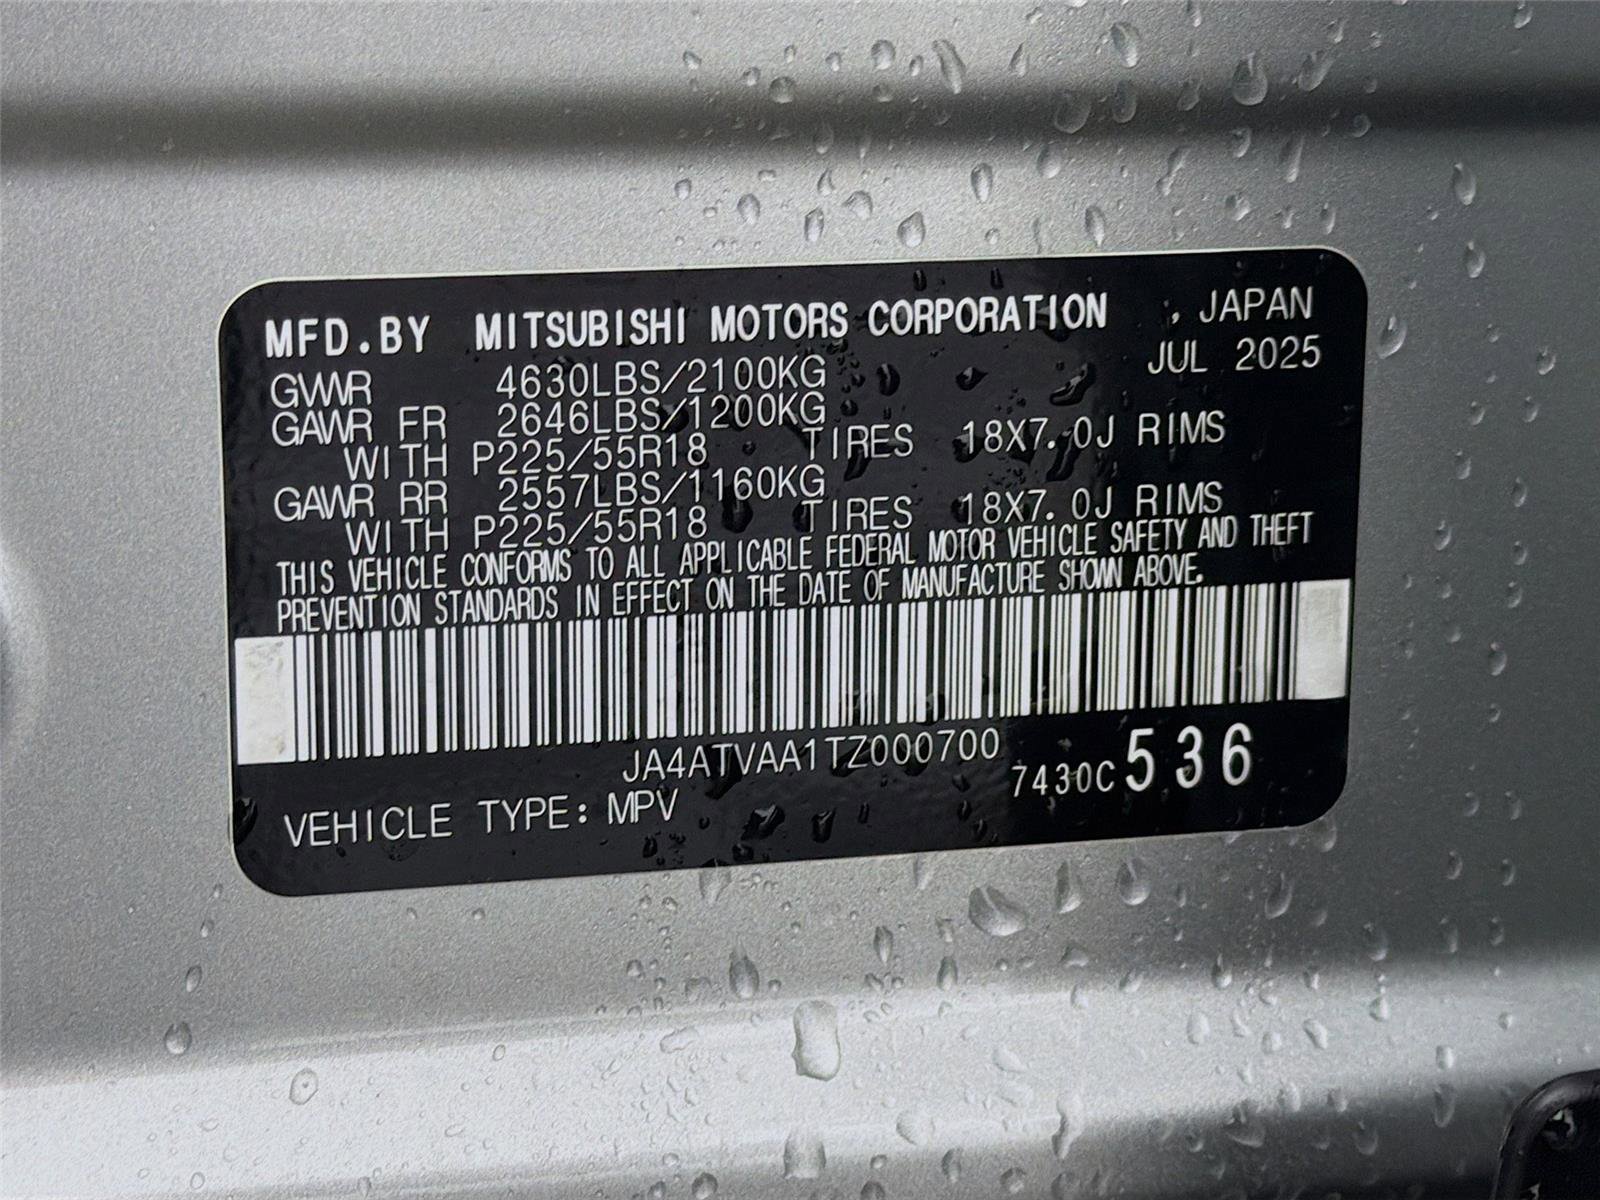 MFD.BY MITSUBISHI MOTORS CORPORATION , JAPAN
JUL 2025
GVWR 4630LBS/2100KG
GAWR FR 2646LBS/1200KG
WITH P225/55R18 TIRES 18X7.0J RIMS
GAWR RR 2557LBS/1160KG
WITH P225/55R18 TIRES 18X7.0J RIMS
THIS VEHICLE CONFORMS TO ALL APPLICABLE FEDERAL MOTOR VEHICLE SAFETY AND THEFT
PREVENTION STANDARDS IN EFFECT ON THE DATE OF MANUFACTURE SHOWN ABOVE.
JA4ATVAA1TZ000700
7430C536
VEHICLE TYPE: MPV